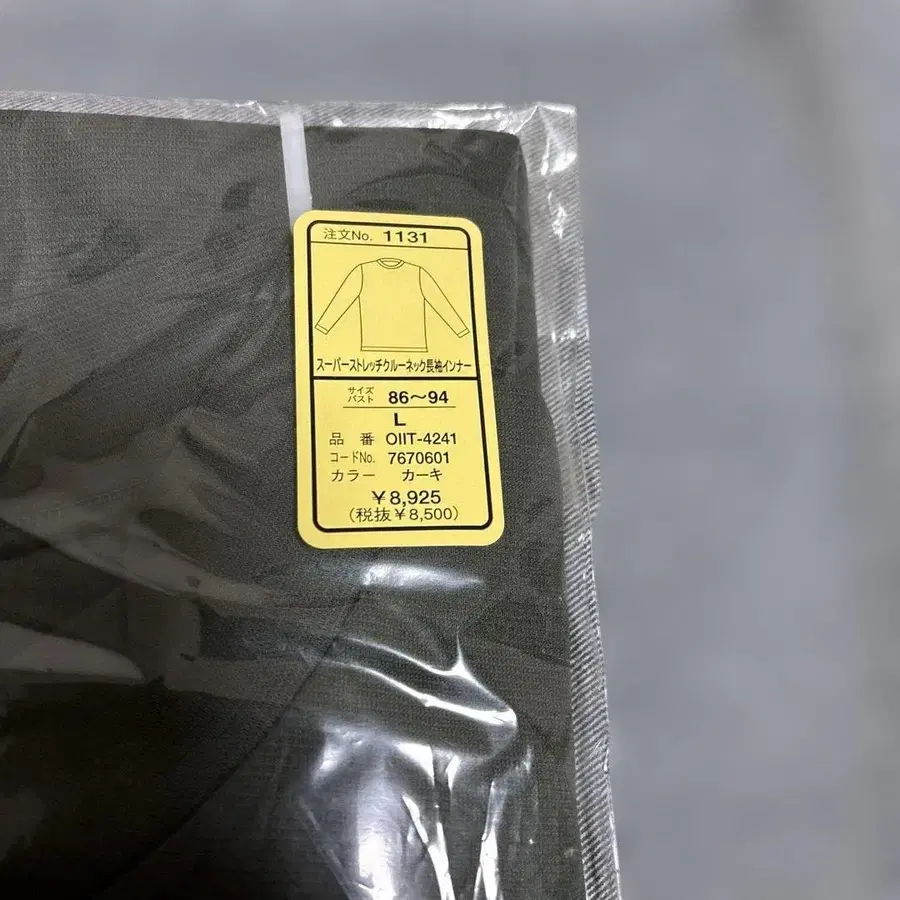 注文No. 1131
スーパーストレッチクルーネック長袖インナー
サイズ
バスト 86〜94
L
品 番 OIIT-4241
コードNo. 7670601
カラー カーキ
¥8,925
(税抜¥8,500)